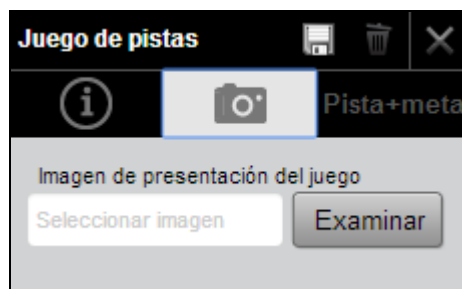 Juego de pistas
Pista+meta
Imagen de presentación del juego
Seleccionar imagen Examinar